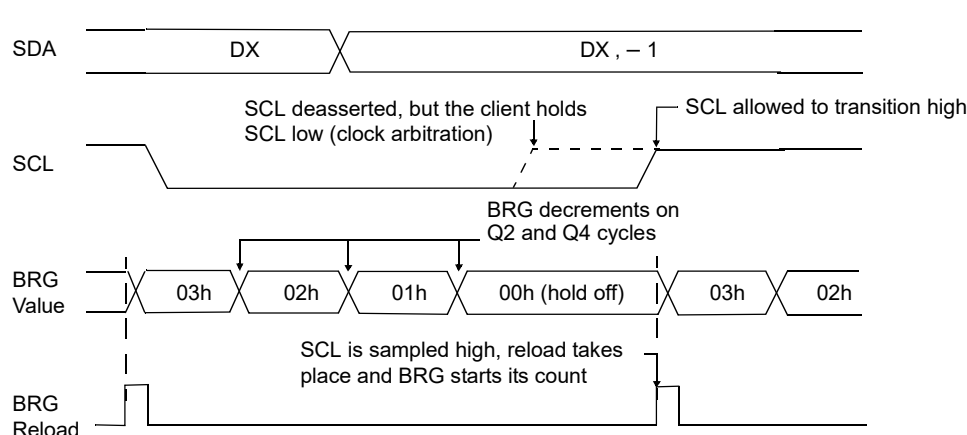 SDA
DX
DX , – 1
SCL deasserted, but the client holds
SCL low (clock arbitration)
SCL allowed to transition high
SCL
BRG decrements on
Q2 and Q4 cycles
BRG
Value
03h
02h
01h
00h (hold off)
03h
02h
SCL is sampled high, reload takes
place and BRG starts its count
BRG
Reload